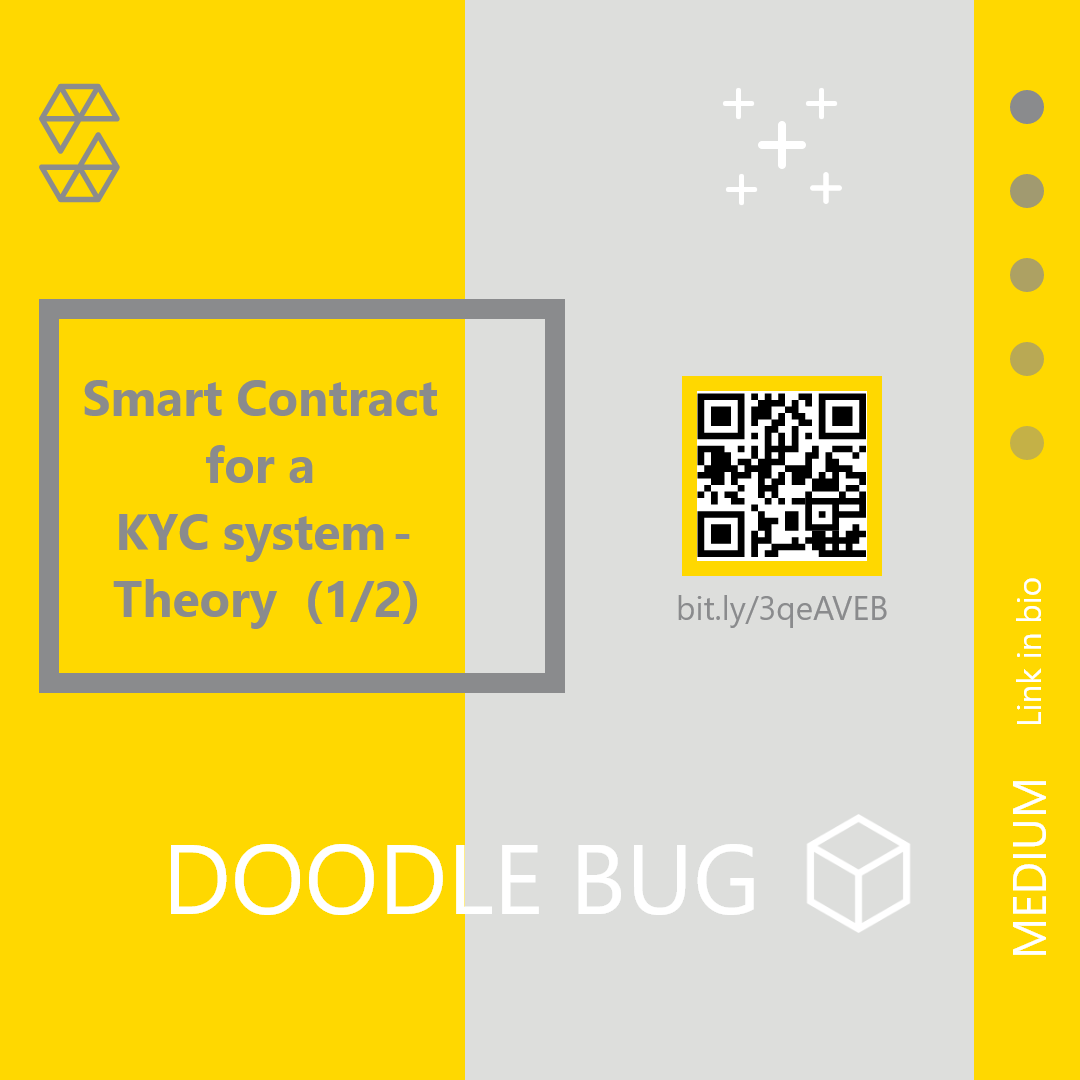 Smart Contract
for a
KYC system -
Theory (1/2)
bit.ly/3qeAVEB
DOODLE BUG
Link in bio
MEDIUM